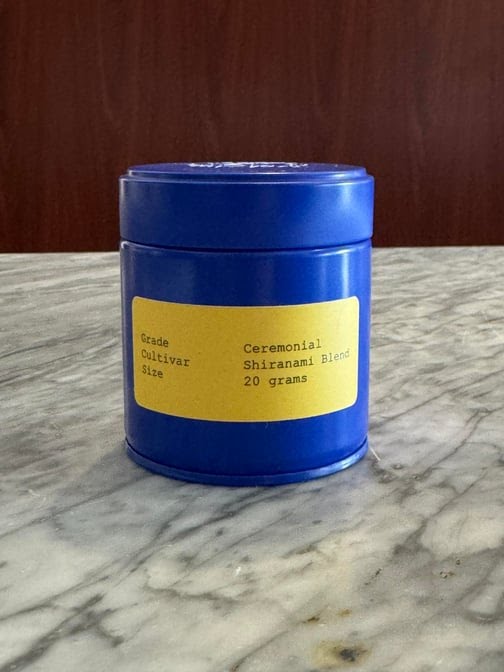 Grade Ceremonial
Cultivar Shiranami Blend
Size 20 grams